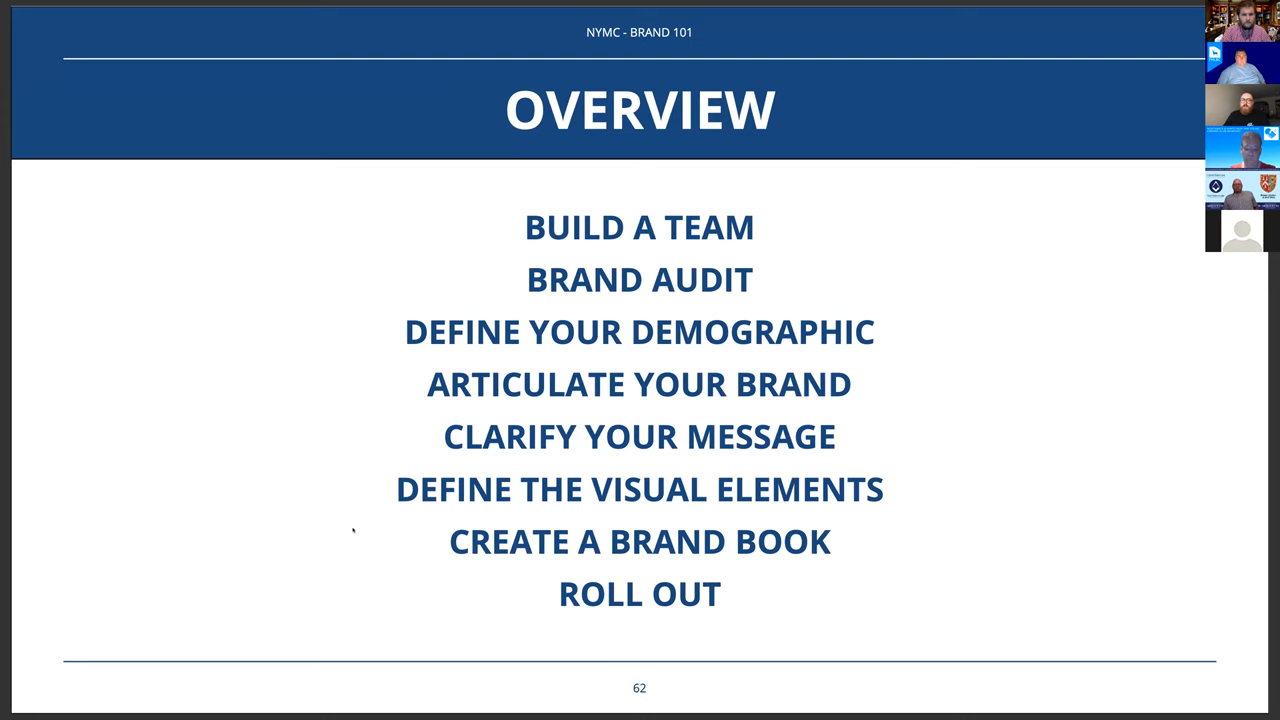 NYMC - BRAND 101
OVERVIEW
BUILD A TEAM
BRAND AUDIT
DEFINE YOUR DEMOGRAPHIC
ARTICULATE YOUR BRAND
CLARIFY YOUR MESSAGE
DEFINE THE VISUAL ELEMENTS
CREATE A BRAND BOOK
ROLL OUT
62